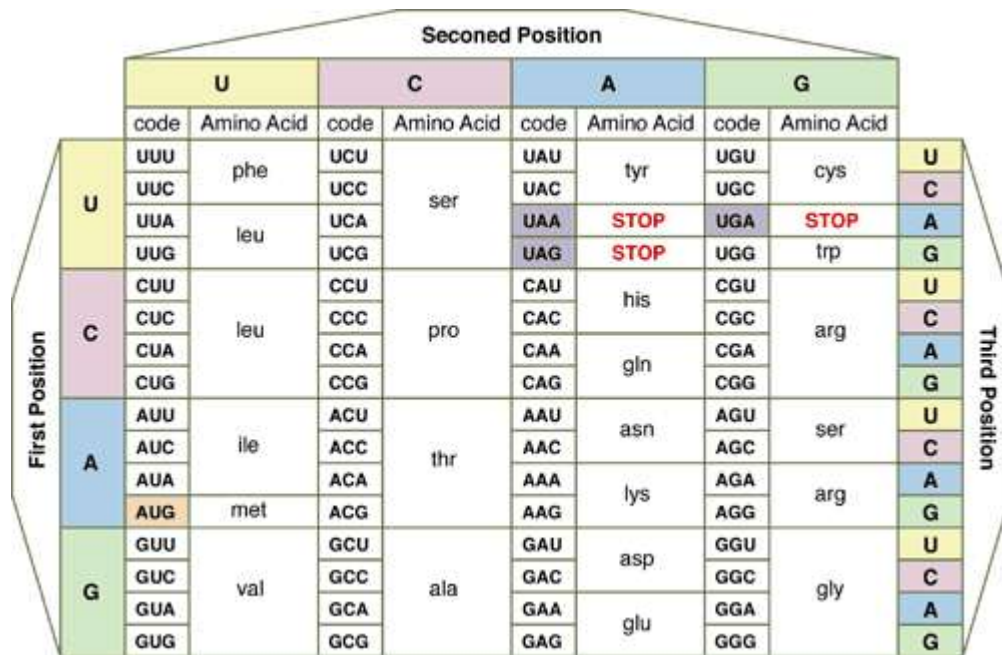 Seconed Position
U C A G
code Amino Acid code Amino Acid code Amino Acid code Amino Acid
First Position
Third Position
U
UUU phe UCU ser UAU tyr UGU cys U
UUC UCC UAC UGC C
UUA leu UCA UAA STOP UGA STOP A
UUG UCG UAG STOP UGG trp G
C
CUU leu CCU pro CAU his CGU arg U
CUC CCC CAC CGC C
CUA CCA CAA gln CGA A
CUG CCG CAG CGG G
A
AUU ile ACU thr AAU asn AGU ser U
AUC ACC AAC AGC C
AUA ACA AAA lys AGA arg A
AUG met ACG AAG AGG G
G
GUU val GCU ala GAU asp GGU gly U
GUC GCC GAC GGC C
GUA GCA GAA glu GGA A
GUG GCG GAG GGG G